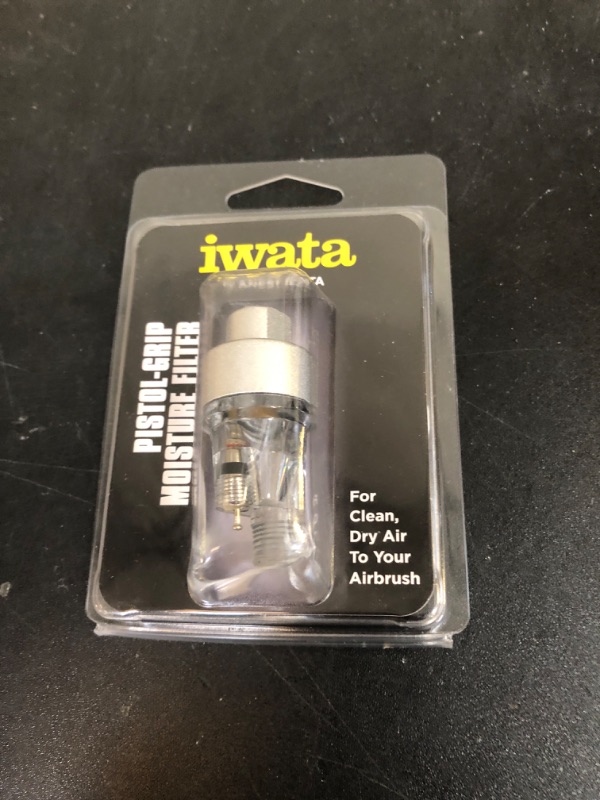 iwata
PISTOL-GRIP
MOISTURE FILTER
For
Clean,
Dry Air
To Your
Airbrush